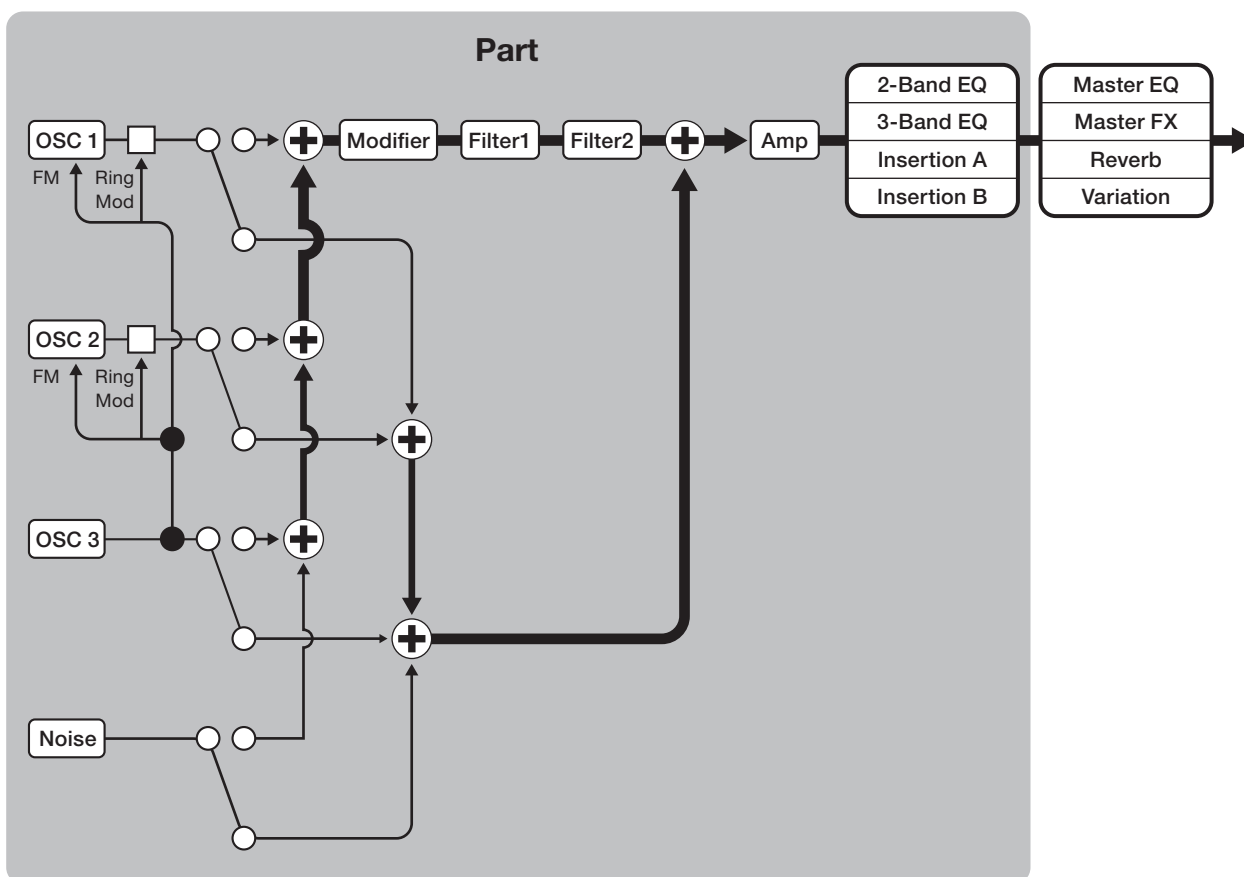 Part
OSC 1
Modifier
Filter1
Filter2
Amp
2-Band EQ
3-Band EQ
Insertion A
Insertion B
Master EQ
Master FX
Reverb
Variation
FM
Ring
Mod
OSC 2
FM
Ring
Mod
OSC 3
Noise